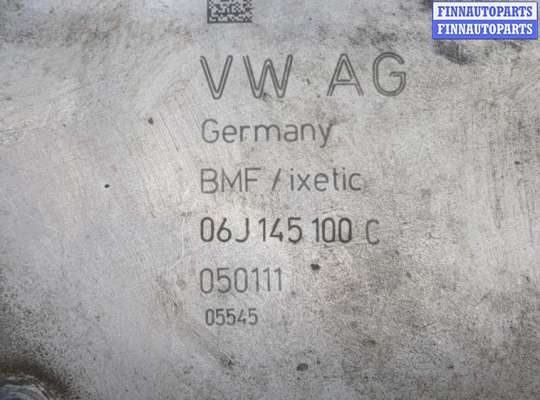 FINNAUTOPARTS
FINNAUTOPARTS
VW AG
Germany
BMF / ixetic
06J 145 100 C
050111
05545